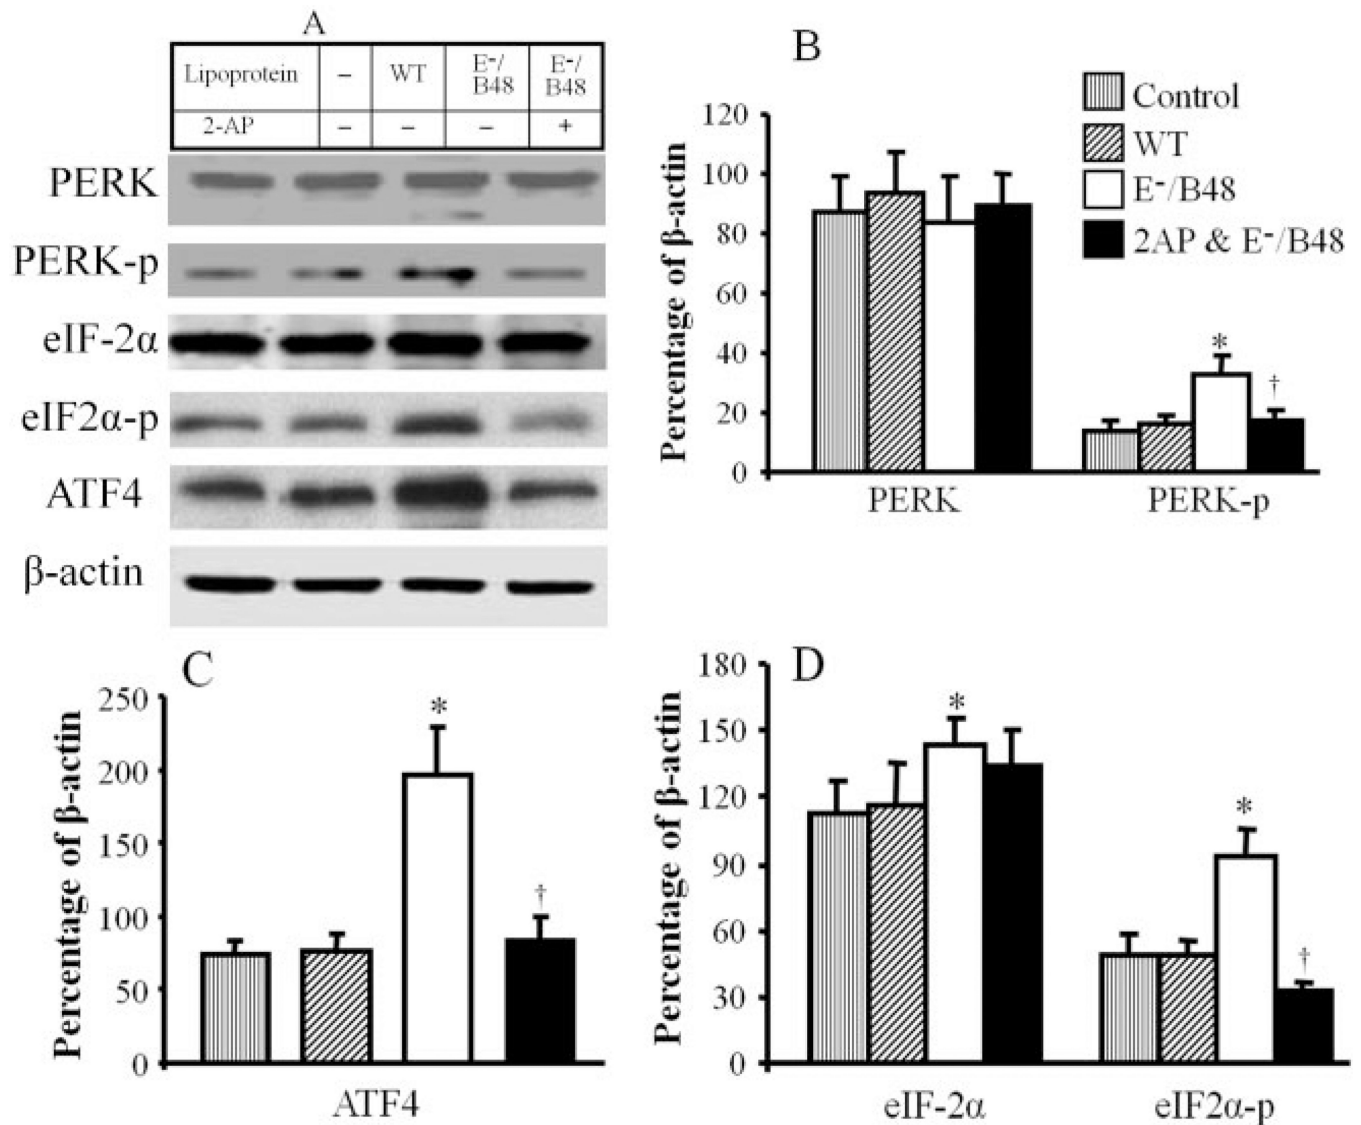 A
Lipoprotein – WT E⁻/B48 E⁻/B48
2-AP – – – +
PERK
PERK-p
eIF-2α
eIF2α-p
ATF4
β-actin
B
Control
WT
E⁻/B48
2AP & E⁻/B48
Percentage of β-actin
120
100
80
60
40
20
0
*
†
PERK PERK-p
C
Percentage of β-actin
250
200
150
100
50
0
*
†
ATF4
D
Percentage of β-actin
180
150
120
90
60
30
0
*
*
†
eIF-2α eIF2α-p